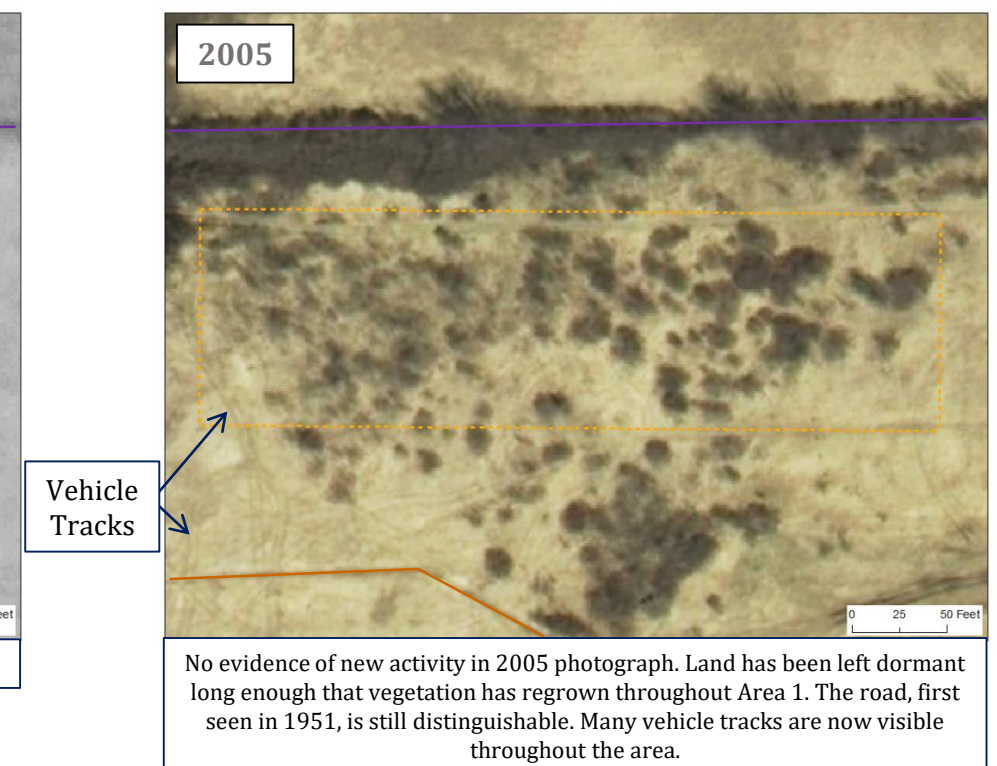 2005
Vehicle
Tracks
eet
0 25 50 Feet
No evidence of new activity in 2005 photograph. Land has been left dormant
long enough that vegetation has regrown throughout Area 1. The road, first
seen in 1951, is still distinguishable. Many vehicle tracks are now visible
throughout the area.